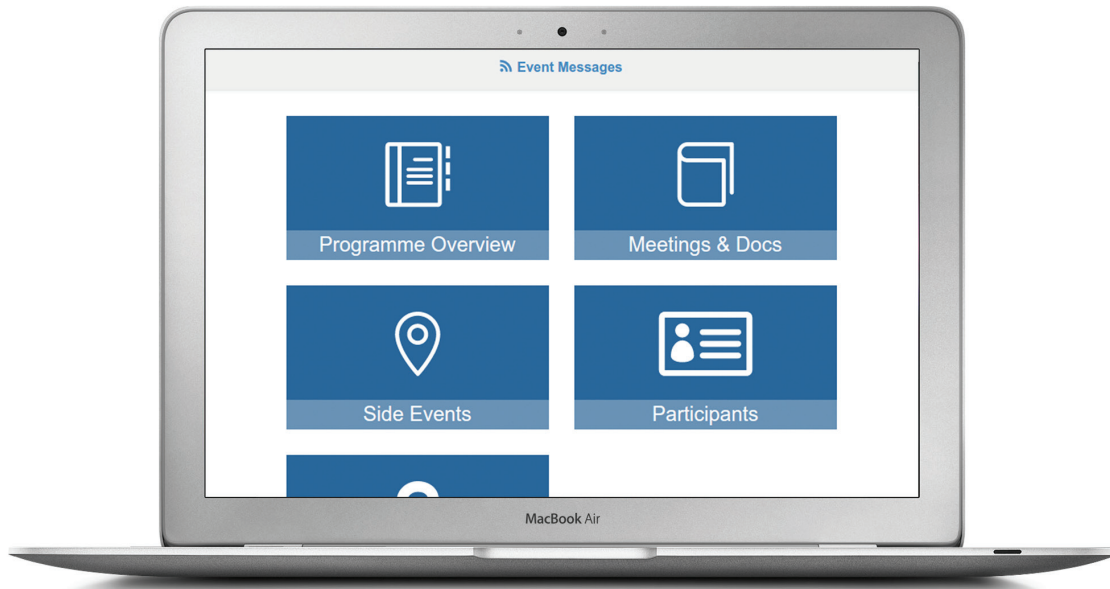 Event Messages
Programme Overview
Meetings & Docs
Side Events
Participants
MacBook Air